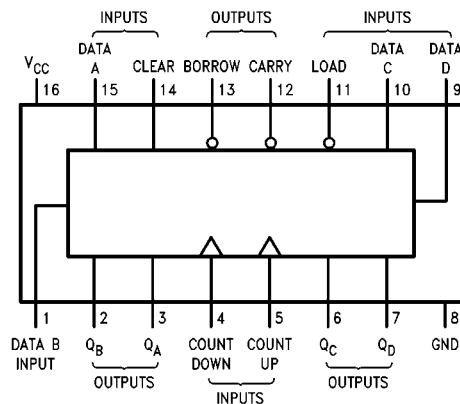 INPUTS OUTPUTS INPUTS
DATA DATA DATA
VCC A CLEAR BORROW CARRY LOAD C D
16 15 14 13 12 11 10 9
1 2 3 4 5 6 7 8
DATA B QB QA COUNT COUNT QC QD GND
INPUT DOWN UP
OUTPUTS INPUTS OUTPUTS